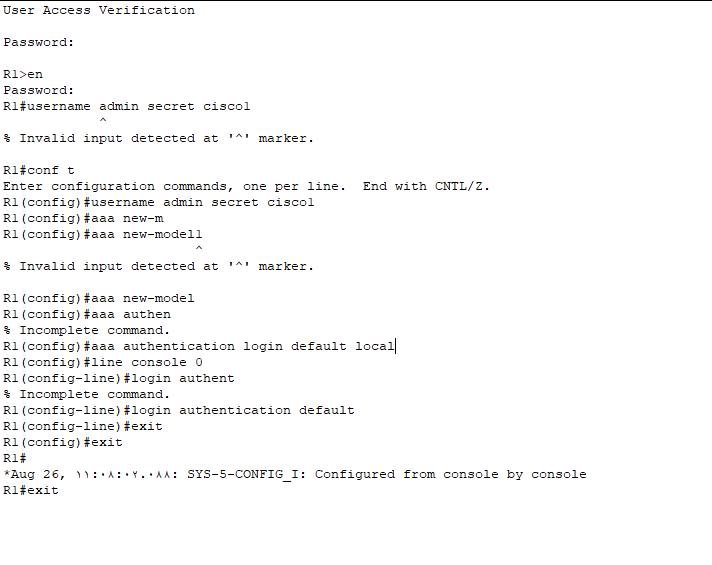 User Access Verification
Password:
R1>en
Password:
R1#username admin secret cisco1
^
% Invalid input detected at '^' marker.
R1#conf t
Enter configuration commands, one per line.  End with CNTL/Z.
R1(config)#username admin secret cisco1
R1(config)#aaa new-m
R1(config)#aaa new-modell
^
% Invalid input detected at '^' marker.
R1(config)#aaa new-model
R1(config)#aaa authen
% Incomplete command.
R1(config)#aaa authentication login default local
R1(config)#line console 0
R1(config-line)#login authent
% Incomplete command.
R1(config-line)#login authentication default
R1(config-line)#exit
R1(config)#exit
R1#
*Aug 26, ١١:٠٨:٠٢.٠٨٨: SYS-5-CONFIG_I: Configured from console by console
R1#exit